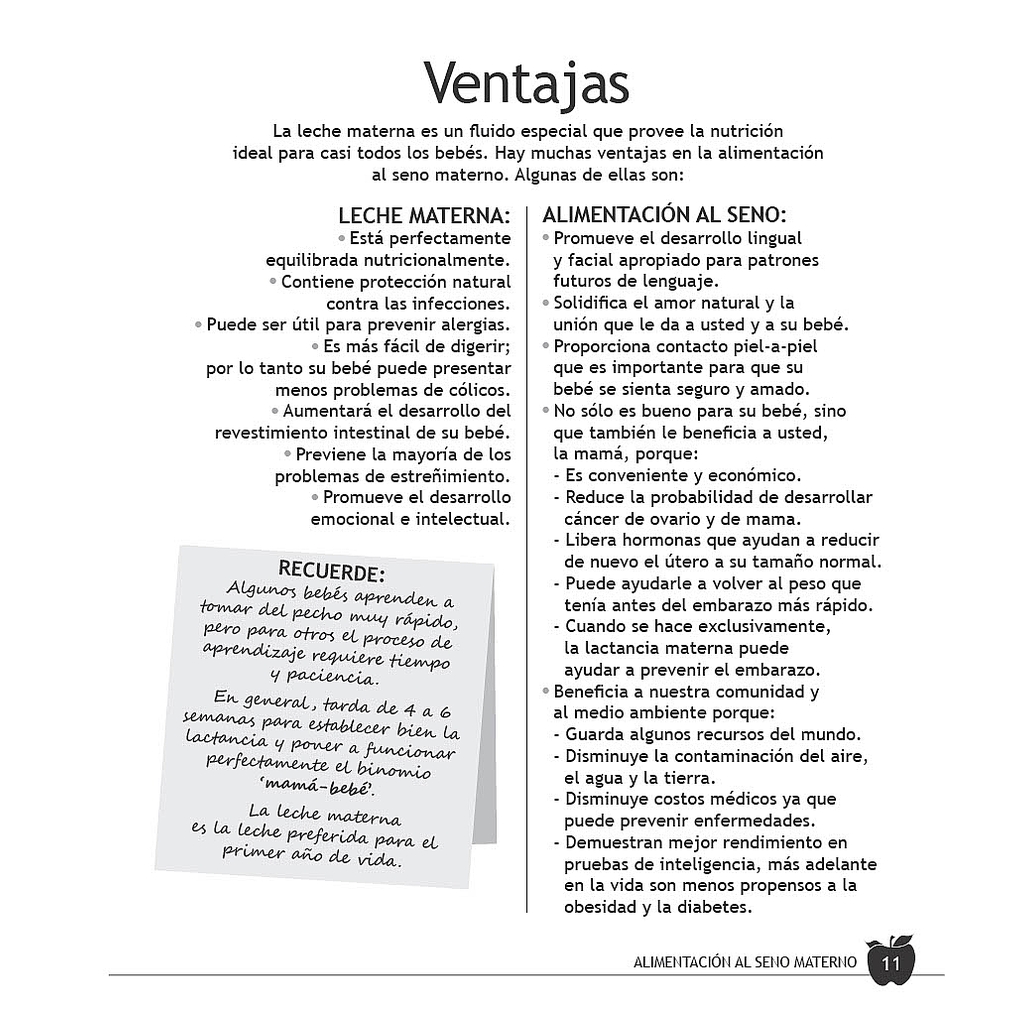 Ventajas
La leche materna es un fluido especial que provee la nutrición
ideal para casi todos los bebés. Hay muchas ventajas en la alimentación
al seno materno. Algunas de ellas son:
LECHE MATERNA:
• Está perfectamente
equilibrada nutricionalmente.
• Contiene protección natural
contra las infecciones.
• Puede ser útil para prevenir alergias.
• Es más fácil de digerir;
por lo tanto su bebé puede presentar
menos problemas de cólicos.
• Aumentará el desarrollo del
revestimiento intestinal de su bebé.
• Previene la mayoría de los
problemas de estreñimiento.
• Promueve el desarrollo
emocional e intelectual.
RECUERDE:
Algunos bebés aprenden a
tomar del pecho muy rápido,
pero para otros el proceso de
aprendizaje requiere tiempo
y paciencia.
En general, tarda de 4 a 6
semanas para establecer bien la
lactancia y poner a funcionar
perfectamente el binomio
‘mamá-bebé’.
La leche materna
es la leche preferida para el
primer año de vida.
ALIMENTACIÓN AL SENO:
• Promueve el desarrollo lingual
y facial apropiado para patrones
futuros de lenguaje.
• Solidifica el amor natural y la
unión que le da a usted y a su bebé.
• Proporciona contacto piel-a-piel
que es importante para que su
bebé se sienta seguro y amado.
• No sólo es bueno para su bebé, sino
que también le beneficia a usted,
la mamá, porque:
- Es conveniente y económico.
- Reduce la probabilidad de desarrollar
cáncer de ovario y de mama.
- Libera hormonas que ayudan a reducir
de nuevo el útero a su tamaño normal.
- Puede ayudarle a volver al peso que
tenía antes del embarazo más rápido.
- Cuando se hace exclusivamente,
la lactancia materna puede
ayudar a prevenir el embarazo.
• Beneficia a nuestra comunidad y
al medio ambiente porque:
- Guarda algunos recursos del mundo.
- Disminuye la contaminación del aire,
el agua y la tierra.
- Disminuye costos médicos ya que
puede prevenir enfermedades.
- Demuestran mejor rendimiento en
pruebas de inteligencia, más adelante
en la vida son menos propensos a la
obesidad y la diabetes.
ALIMENTACIÓN AL SENO MATERNO 11